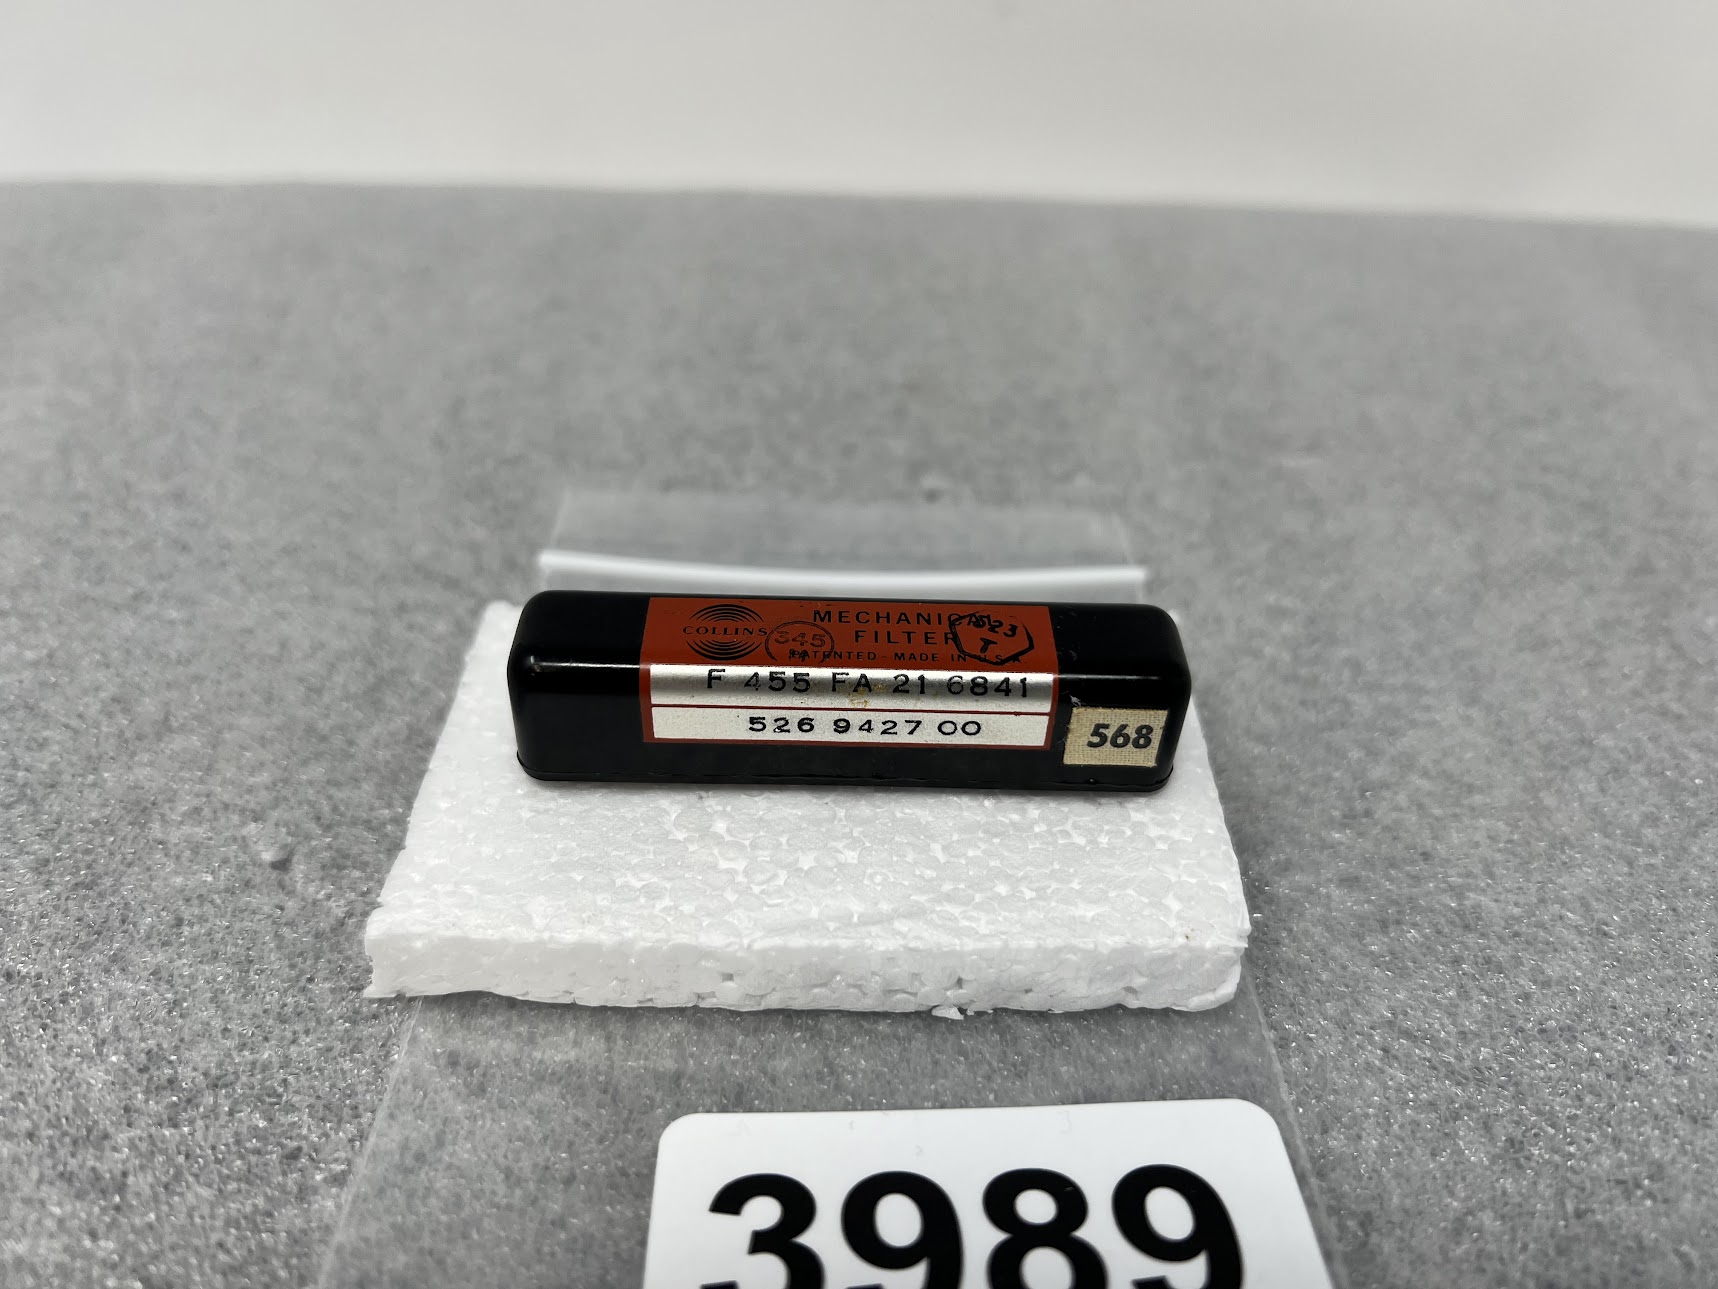 COLLINS
MECHANICAL
FILTER
345
523
T
PATENTED - MADE IN U.S.A
F 455 FA 21 6841
526 9427 00
568
3989